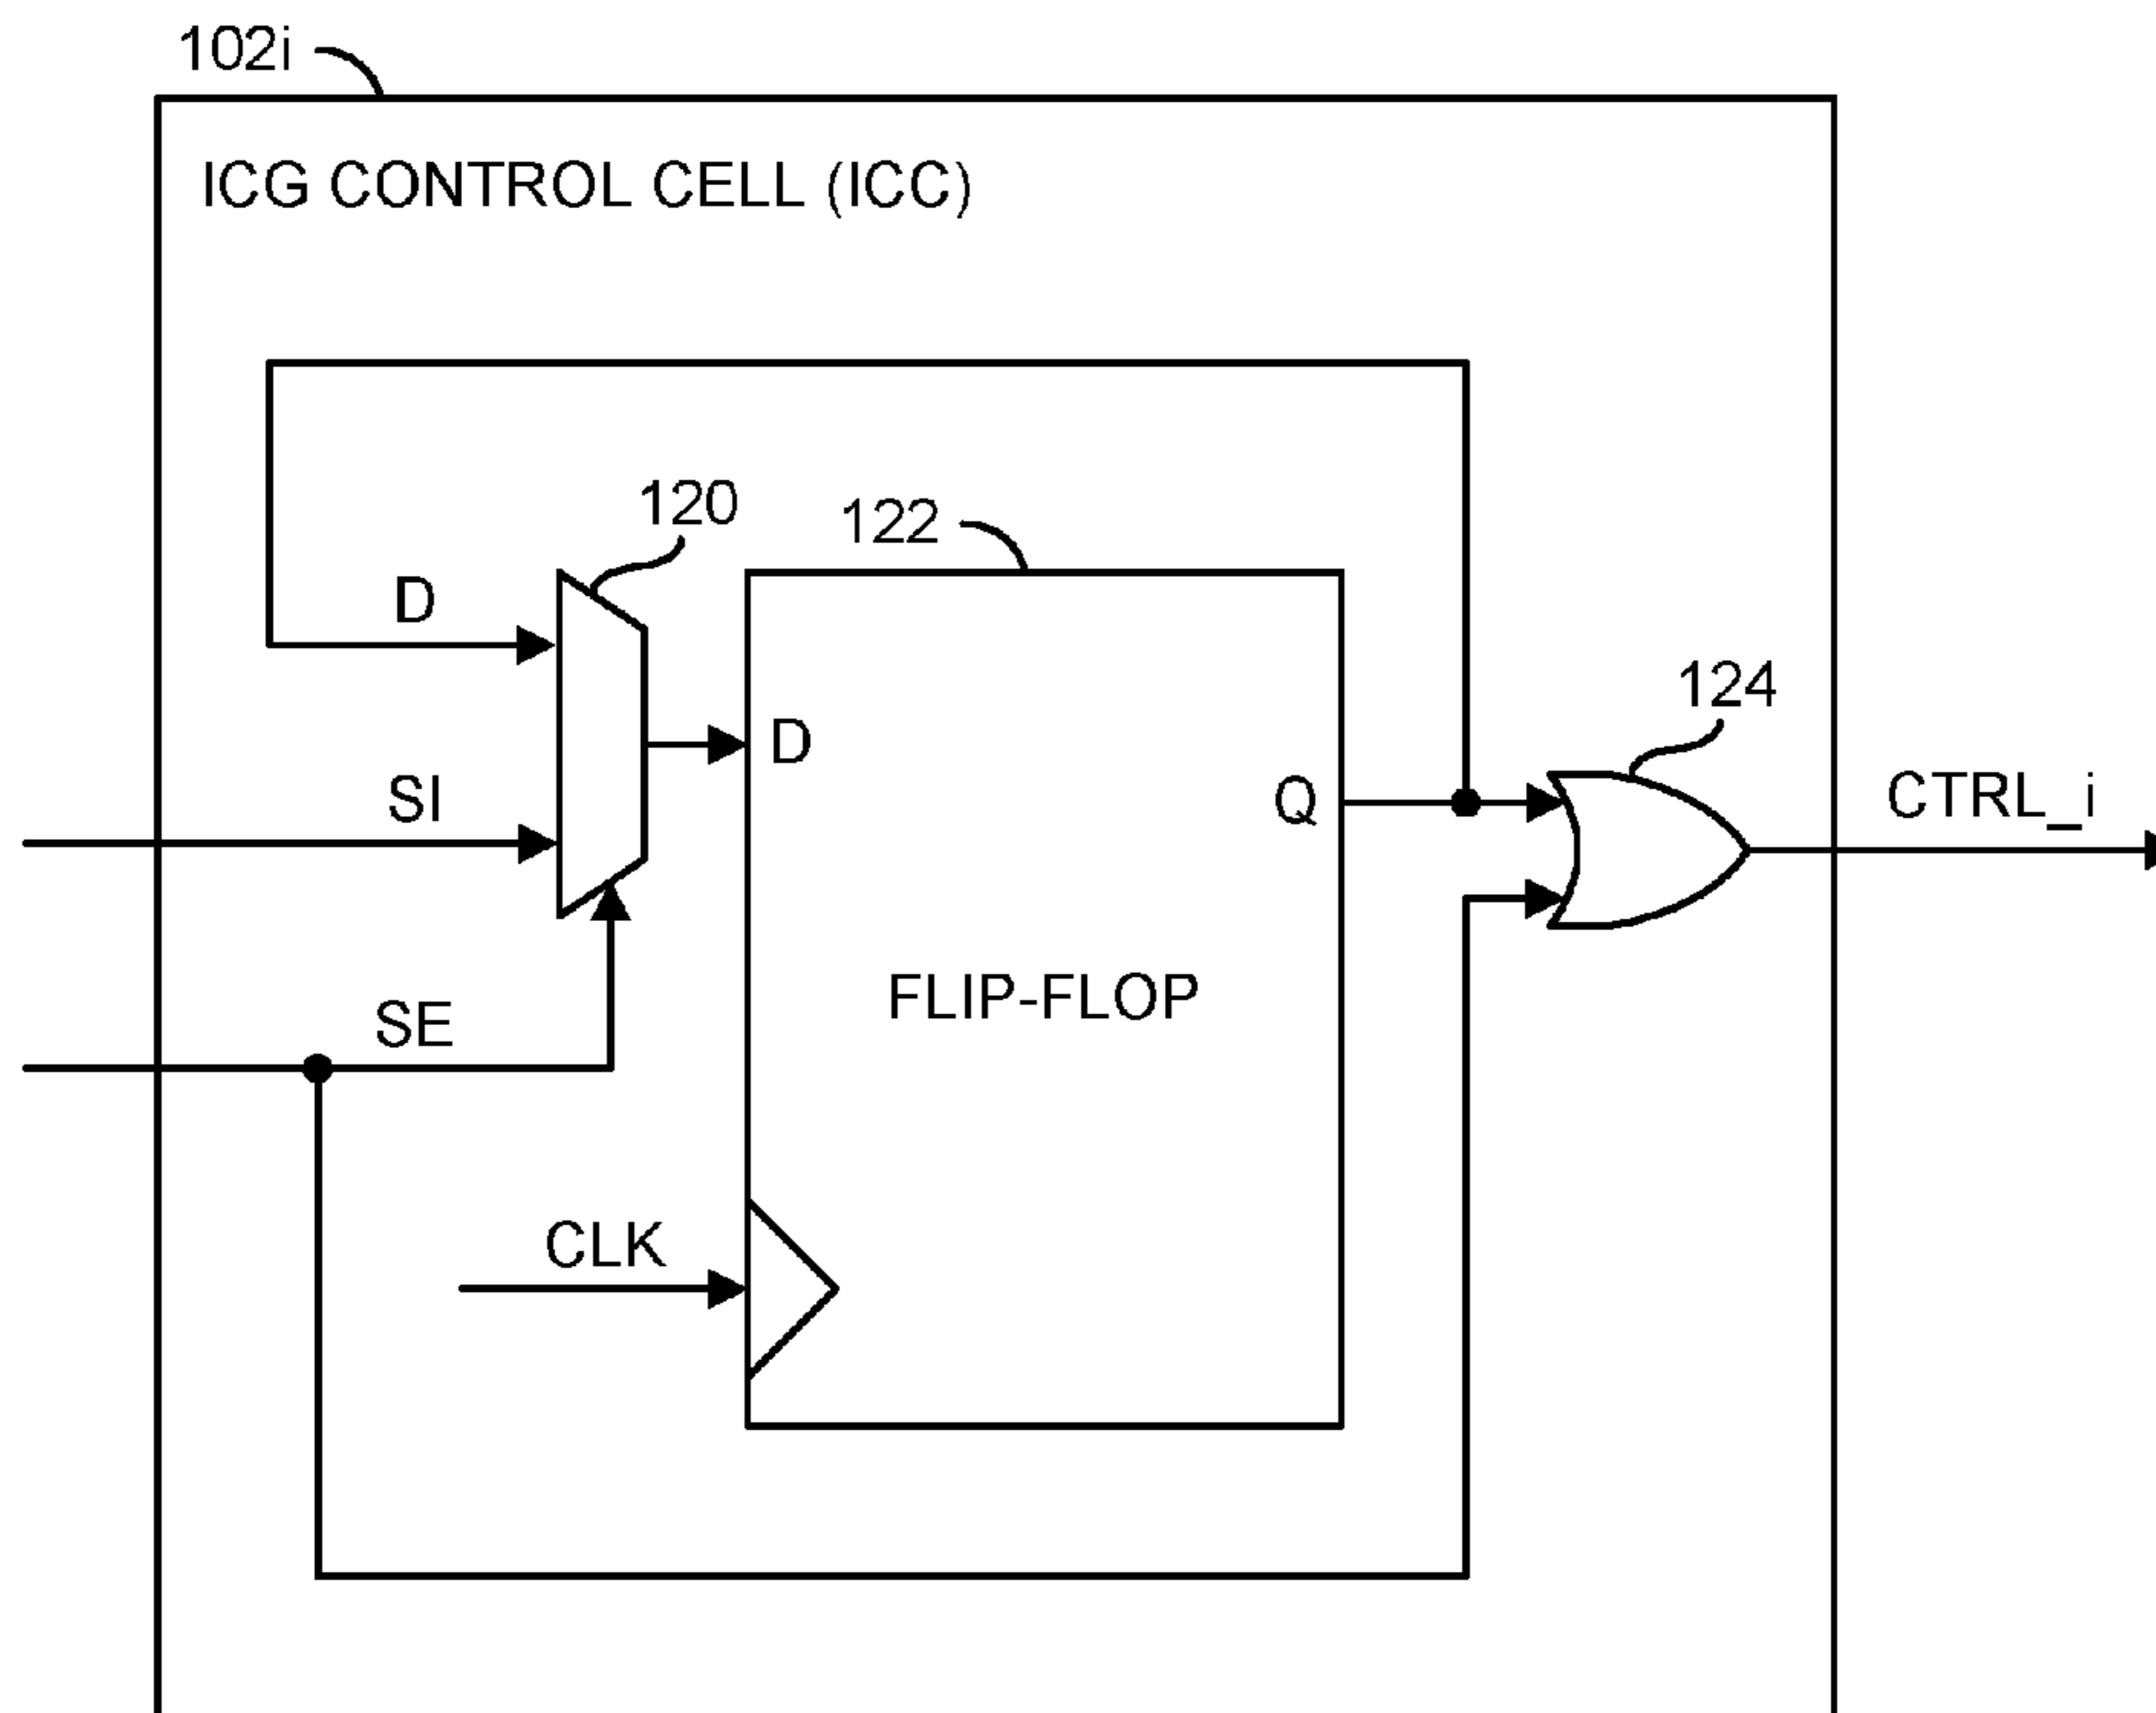 102i
ICG CONTROL CELL (ICC)
120
122
D
124
D
SI
Q
CTRL_i
FLIP-FLOP
SE
CLK